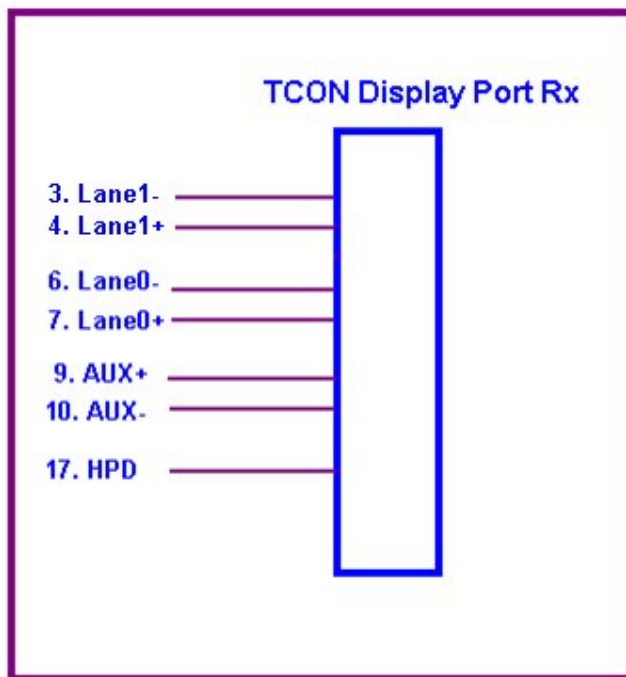 TCON Display Port Rx
3. Lane1-
4. Lane1+
6. Lane0-
7. Lane0+
9. AUX+
10. AUX-
17. HPD